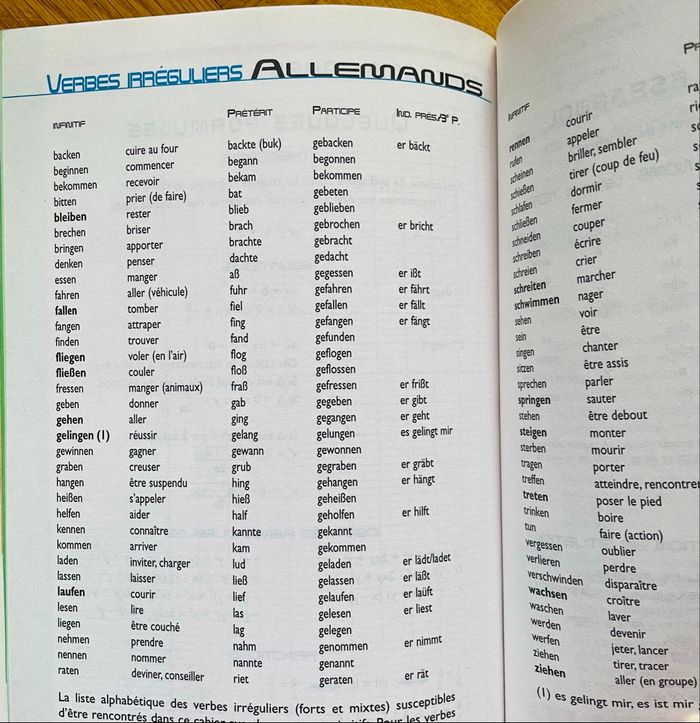 VERBES IRRÉGULIERS ALLEMANDS
INFINITIF PRÉTÉRIT PARTICIPE IND. PRÉS/3e P.
backen cuire au four backte (buk) gebacken er bäckt
beginnen commencer begann begonnen
bekommen recevoir bekam bekommen
bitten prier (de faire) bat gebeten
bleiben rester blieb geblieben
brechen briser brach gebrochen er bricht
bringen apporter brachte gebracht
denken penser dachte gedacht
essen manger aß gegessen er ißt
fahren aller (véhicule) fuhr gefahren er fährt
fallen tomber fiel gefallen er fällt
fangen attraper fing gefangen er fängt
finden trouver fand gefunden
fliegen voler (en l'air) flog geflogen
fließen couler floß geflossen
fressen manger (animaux) fraß gefressen er frißt
geben donner gab gegeben er gibt
gehen aller ging gegangen er geht
gelingen (1) réussir gelang gelungen es gelingt mir
gewinnen gagner gewann gewonnen
graben creuser grub gegraben er gräbt
hangen être suspendu hing gehangen er hängt
heißen s'appeler hieß geheißen
helfen aider half geholfen er hilft
kennen connaître kannte gekannt
kommen arriver kam gekommen
laden inviter, charger lud geladen er lädt/ladet
lassen laisser ließ gelassen er läßt
laufen courir lief gelaufen er läuft
lesen lire las gelesen er liest
liegen être couché lag gelegen
nehmen prendre nahm genommen er nimmt
nennen nommer nannte genannt
raten deviner, conseiller riet geraten er rät
La liste alphabétique des verbes irréguliers (forts et mixtes) susceptibles
d'être rencontrés dans ce cahier
INFINITIF
rennen courir
rufen appeler
scheinen briller, sembler
schießen tirer (coup de feu)
schlafen dormir
schließen fermer
schneiden couper
schreiben écrire
schreien crier
schreiten marcher
schwimmen nager
sehen voir
sein être
singen chanter
sitzen être assis
sprechen parler
springen sauter
stehen être debout
steigen monter
sterben mourir
tragen porter
treffen atteindre, rencontrer
treten poser le pied
trinken boire
tun faire (action)
vergessen oublier
verlieren perdre
verschwinden disparaître
wachsen croître
waschen laver
werden devenir
werfen jeter, lancer
ziehen tirer, tracer
ziehen aller (en groupe)
(1) es gelingt mir, es ist mir